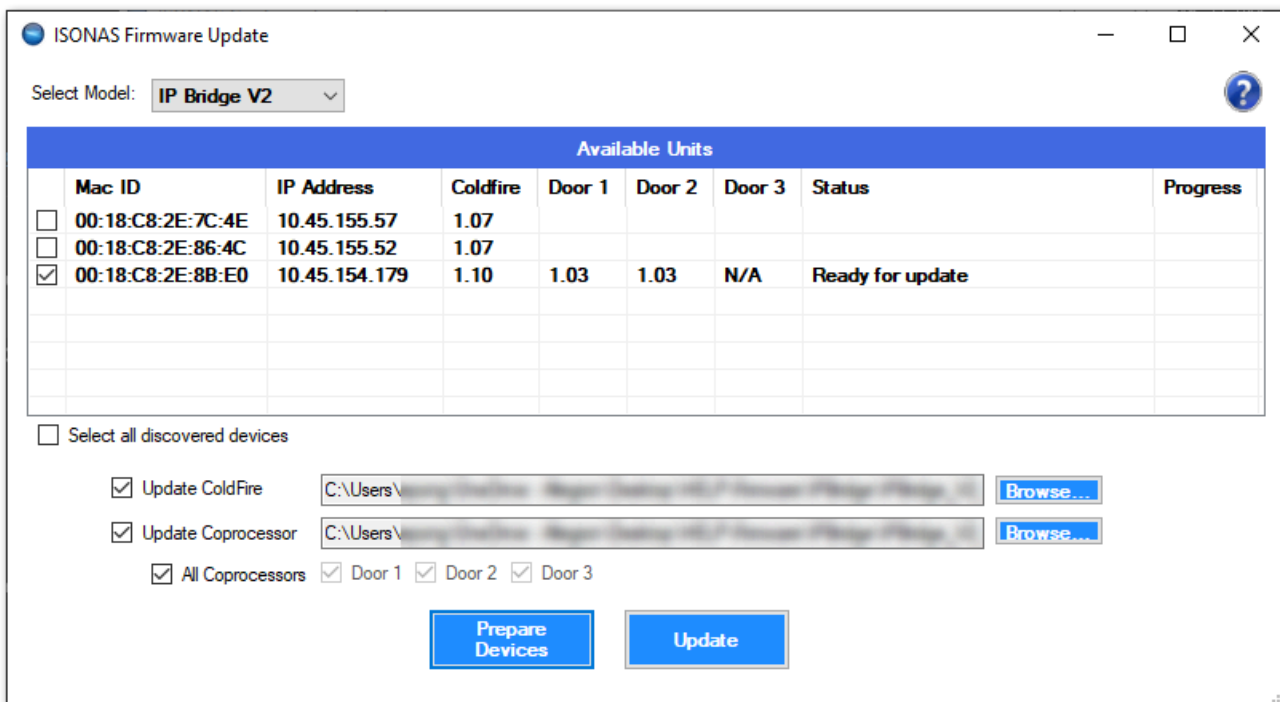 ISONAS Firmware Update
Select Model: IP Bridge V2
Available Units
Mac ID IP Address Coldfire Door 1 Door 2 Door 3 Status Progress
00:18:C8:2E:7C:4E 10.45.155.57 1.07
00:18:C8:2E:86:4C 10.45.155.52 1.07
00:18:C8:2E:8B:E0 10.45.154.179 1.10 1.03 1.03 N/A Ready for update
Select all discovered devices
Update ColdFire C:\Users\ Browse...
Update Coprocessor C:\Users\ Browse...
All Coprocessors Door 1 Door 2 Door 3
Prepare
Devices
Update